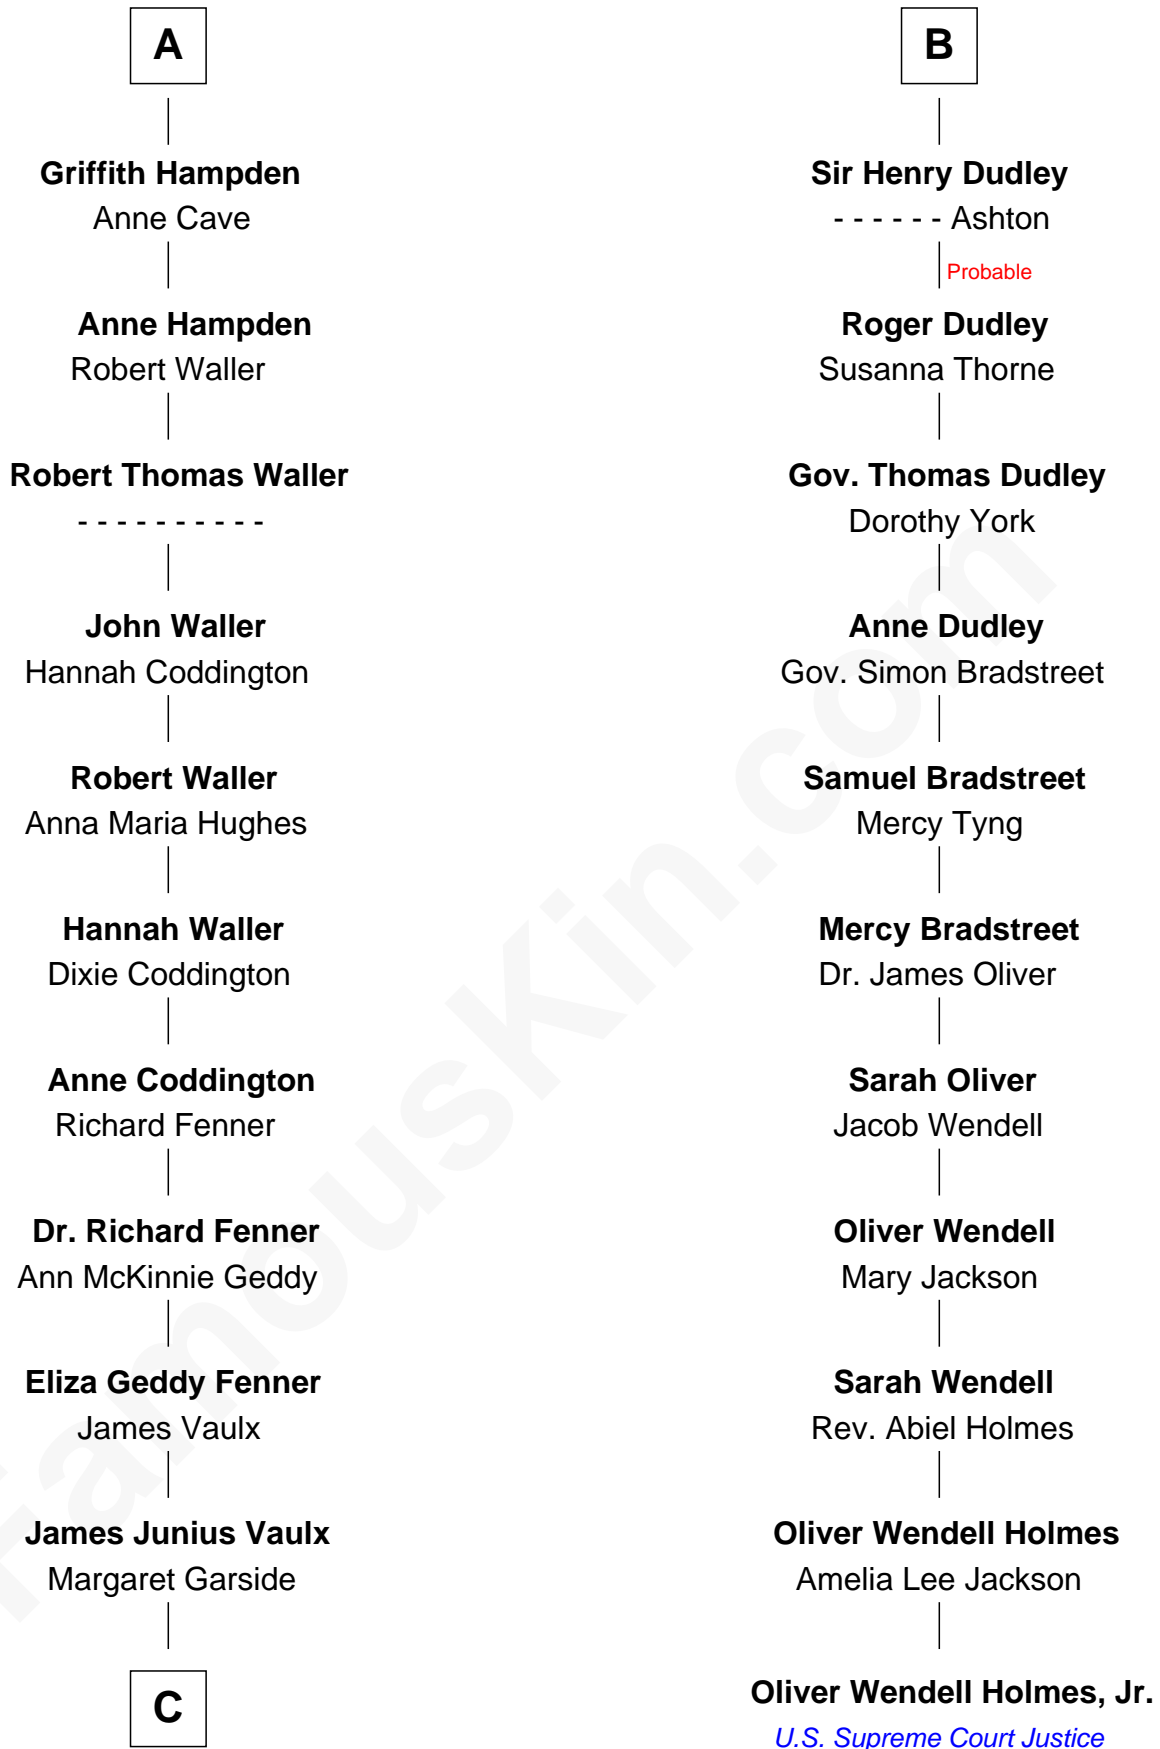 A
Griffith Hampden
Anne Cave
Anne Hampden
Robert Waller
Robert Thomas Waller
- - - - - - - - - -
John Waller
Hannah Coddington
Robert Waller
Anna Maria Hughes
Hannah Waller
Dixie Coddington
Anne Coddington
Richard Fenner
Dr. Richard Fenner
Ann McKinnie Geddy
Eliza Geddy Fenner
James Vaulx
James Junius Vaulx
Margaret Garside
C
B
Sir Henry Dudley
- - - - - - Ashton
Probable
Roger Dudley
Susanna Thorne
Gov. Thomas Dudley
Dorothy York
Anne Dudley
Gov. Simon Bradstreet
Samuel Bradstreet
Mercy Tyng
Mercy Bradstreet
Dr. James Oliver
Sarah Oliver
Jacob Wendell
Oliver Wendell
Mary Jackson
Sarah Wendell
Rev. Abiel Holmes
Oliver Wendell Holmes
Amelia Lee Jackson
Oliver Wendell Holmes, Jr.
U.S. Supreme Court Justice
FamousKin.com